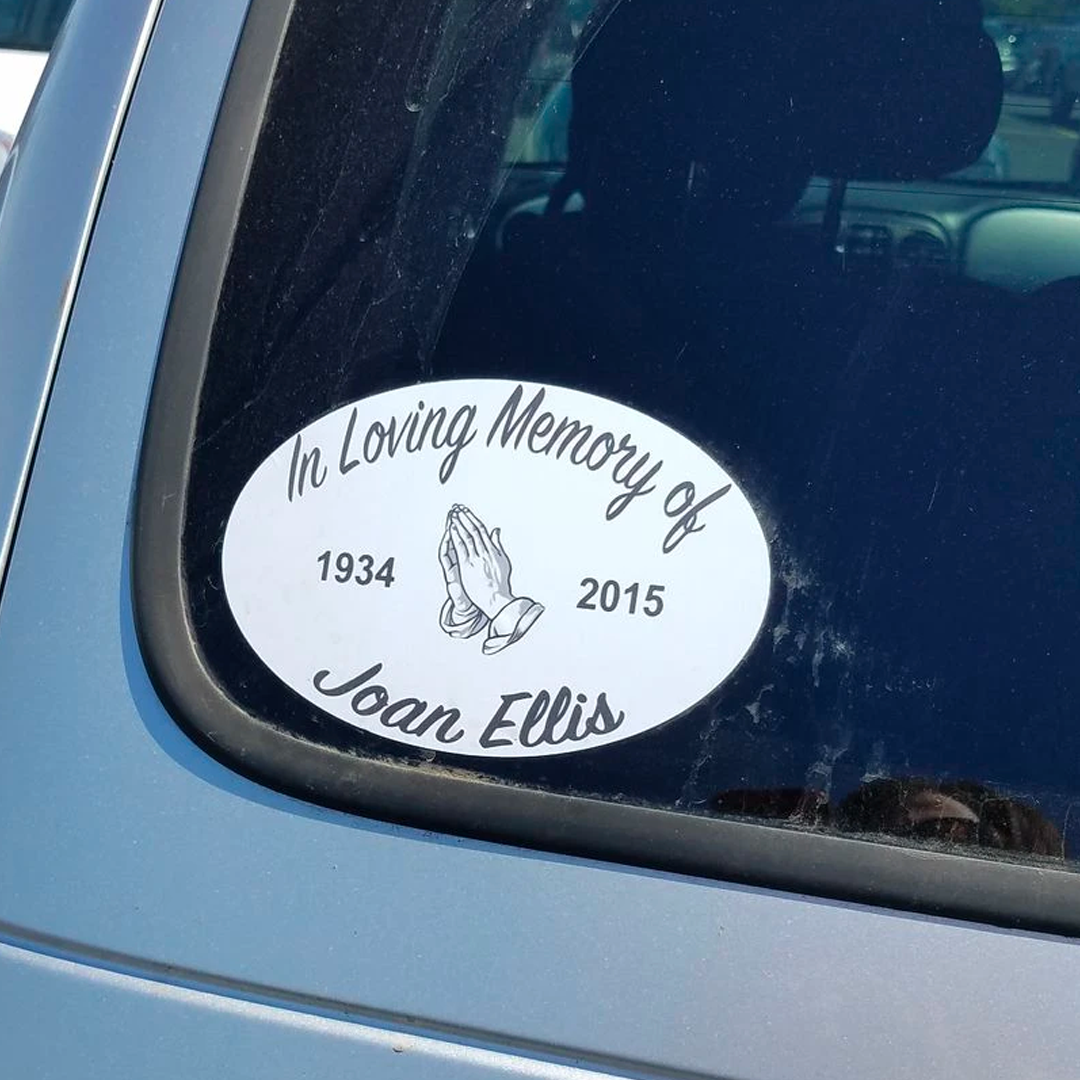 In Loving Memory of
1934 2015
Joan Ellis